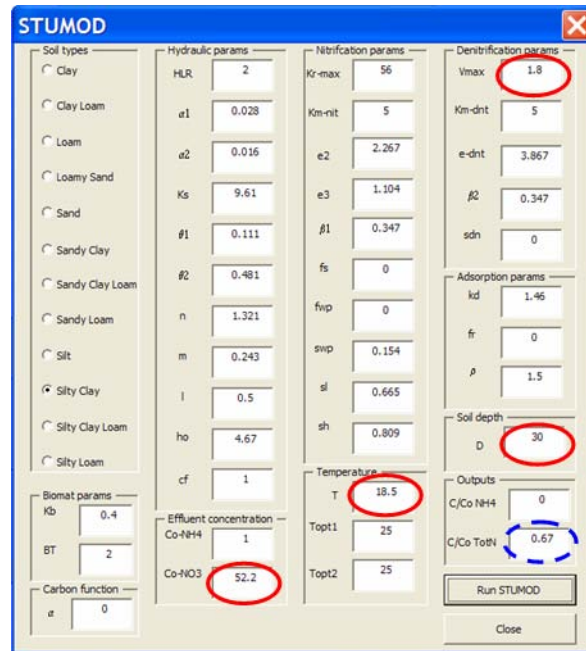 STUMOD
Soil types
Clay
Clay Loam
Loam
Loamy Sand
Sand
Sandy Clay
Sandy Clay Loam
Sandy Loam
Silt
Silty Clay
Silty Clay Loam
Silty Loam
Biomat params
Kb 0.4
BT 2
Carbon function
α 0
Hydraulic params
HLR 2
α1 0.028
α2 0.016
Ks 9.61
θ1 0.111
θ2 0.481
n 1.321
m 0.243
l 0.5
ho 4.67
cf 1
Effluent concentration
Co-NH4 1
Co-NO3 52.2
Nitrifcation params
Kr-max 56
Km-nit 5
e2 2.267
e3 1.104
β1 0.347
fs 0
fwp 0
swp 0.154
sl 0.665
sh 0.809
Temperature
T 18.5
Topt1 25
Topt2 25
Denitrification params
Vmax 1.8
Km-dnt 5
e-dnt 3.867
β2 0.347
sdn 0
Adsorption params
kd 1.46
fr 0
ρ 1.5
Soil depth
D 30
Outputs
C/Co NH4 0
C/Co TotN 0.67
Run STUMOD
Close